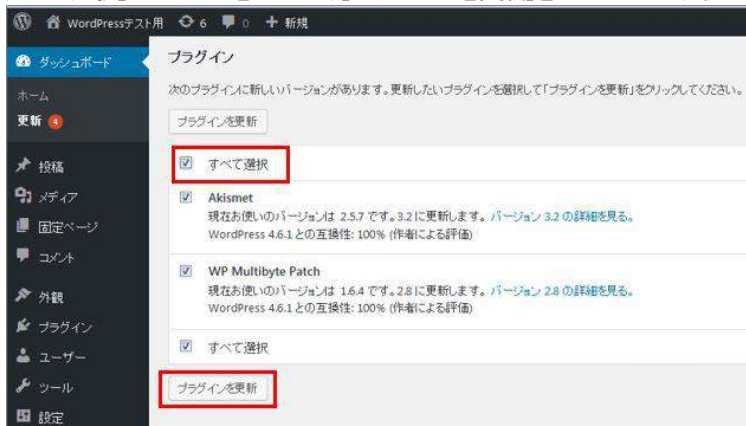 WordPressテスト用 6 0 + 新規
ダッシュボード
ホーム
更新 4
投稿
メディア
固定ページ
コメント
外観
プラグイン
ユーザー
ツール
設定
プラグイン
次のプラグインに新しいバージョンがあります。更新したいプラグインを選択して「プラグインを更新」をクリックしてください。
プラグインを更新
すべて選択
Akismet
現在お使いのバージョンは 2.5.7 です。3.2 に更新します。 バージョン 3.2 の詳細を見る。
WordPress 4.6.1 との互換性: 100% (作者による評価)
WP Multibyte Patch
現在お使いのバージョンは 1.6.4 です。2.8 に更新します。 バージョン 2.8 の詳細を見る。
WordPress 4.6.1 との互換性: 100% (作者による評価)
すべて選択
プラグインを更新